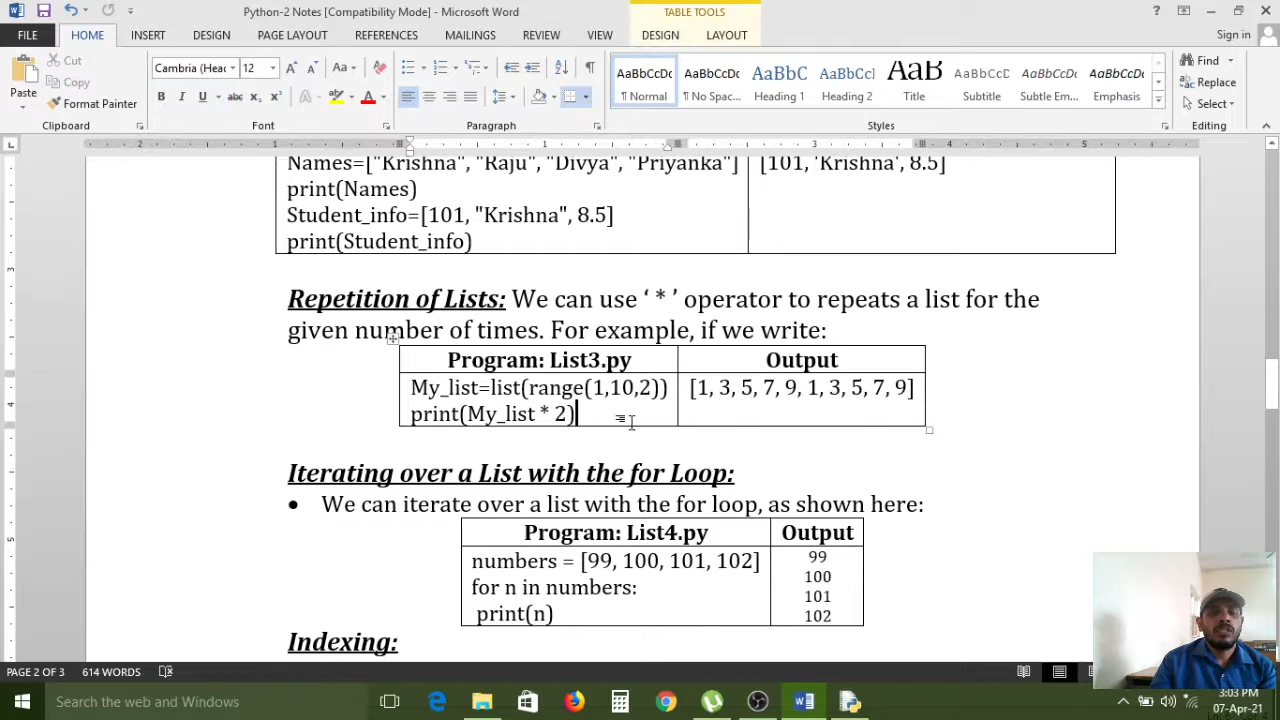 Python-2 Notes [Compatibility Mode] - Microsoft Word
TABLE TOOLS
FILE HOME INSERT DESIGN PAGE LAYOUT REFERENCES MAILINGS REVIEW VIEW DESIGN LAYOUT Sign in
Paste
Cut
Copy
Format Painter
Clipboard
Cambria (Heac 12
Font
Paragraph
AaBbCcDc AaBbCcDc AaBbC AaBbCc AaB AaBbCcD AaBbCcDc AaBbCcDc
¶ Normal ¶ No Spac... Heading 1 Heading 2 Title Subtitle Subtle Em... Emphasis
Styles
Find
Replace
Select
Editing
Names=["Krishna", "Raju", "Divya", "Priyanka"]
print(Names)
Student_info=[101, "Krishna", 8.5]
print(Student_info)
[101, 'Krishna', 8.5]
Repetition of Lists: We can use ‘ * ’ operator to repeats a list for the
given number of times. For example, if we write:
Program: List3.py Output
My_list=list(range(1,10,2)) [1, 3, 5, 7, 9, 1, 3, 5, 7, 9]
print(My_list * 2)
Iterating over a List with the for Loop:
• We can iterate over a list with the for loop, as shown here:
Program: List4.py Output
numbers = [99, 100, 101, 102]
for n in numbers:
print(n)
99
100
101
102
Indexing:
PAGE 2 OF 3 614 WORDS
Search the web and Windows
3:03 PM
07-Apr-21